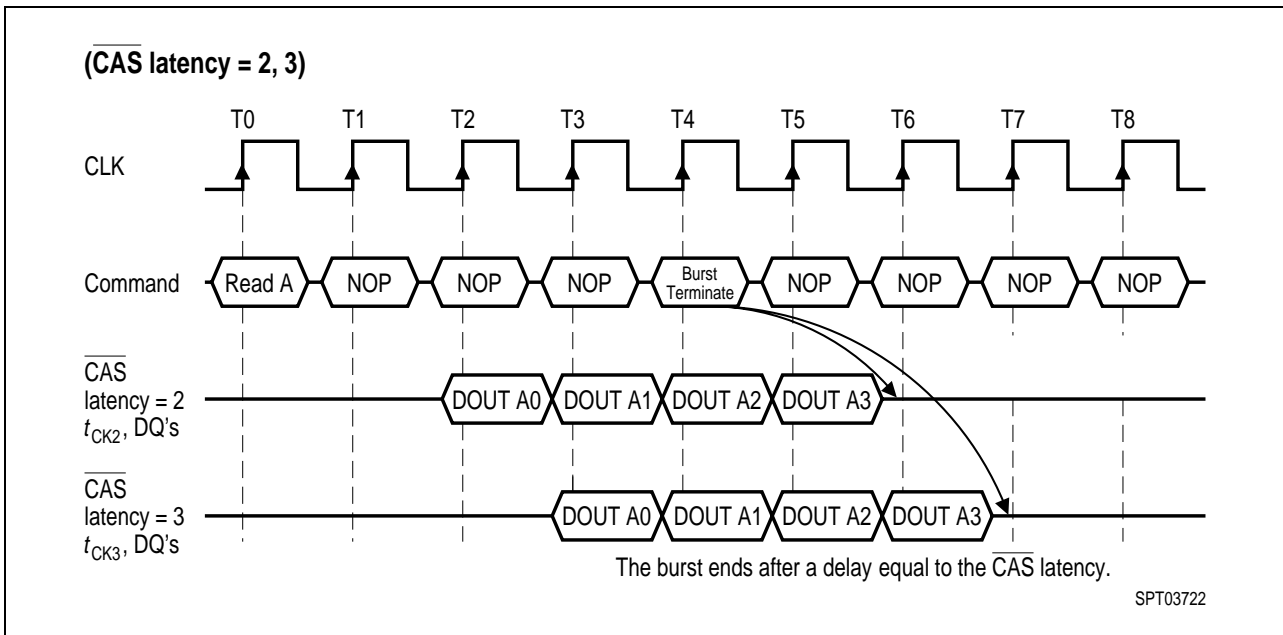 (CAS latency = 2, 3)
T0 T1 T2 T3 T4 T5 T6 T7 T8
CLK
Command Read A NOP NOP NOP Burst Terminate NOP NOP NOP NOP
CAS
latency = 2
tCK2, DQ's
DOUT A0 DOUT A1 DOUT A2 DOUT A3
CAS
latency = 3
tCK3, DQ's
DOUT A0 DOUT A1 DOUT A2 DOUT A3
The burst ends after a delay equal to the CAS latency.
SPT03722